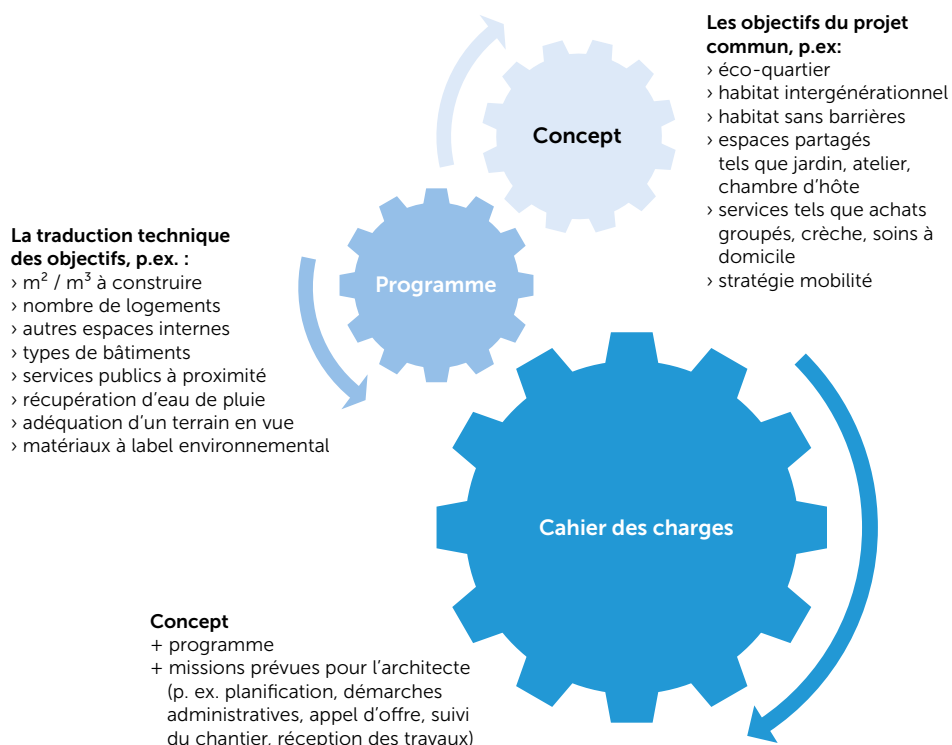 Les objectifs du projet
commun, p.ex:
› éco-quartier
› habitat intergénérationnel
› habitat sans barrières
› espaces partagés
tels que jardin, atelier,
chambre d'hôte
› services tels que achats
groupés, crèche, soins à
domicile
› stratégie mobilité
Concept
La traduction technique
des objectifs, p.ex. :
› m² / m³ à construire
› nombre de logements
› autres espaces internes
› types de bâtiments
› services publics à proximité
› récupération d'eau de pluie
› adéquation d'un terrain en vue
› matériaux à label environnemental
Programme
Cahier des charges
Concept
+ programme
+ missions prévues pour l'architecte
(p. ex. planification, démarches
administratives, appel d'offre, suivi
du chantier, réception des travaux)